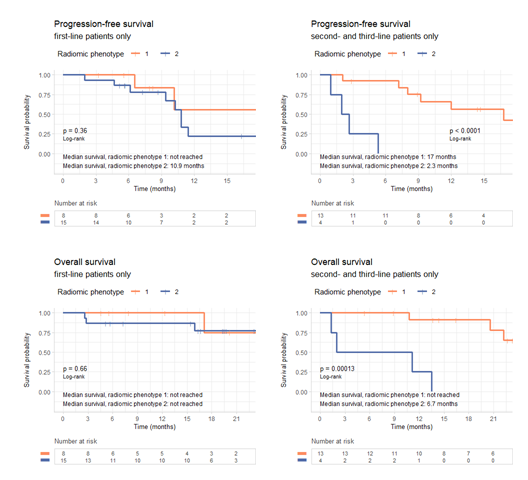 Progression-free survival
first-line patients only
Radiomic phenotype 1 2
Survival probability
1.00
0.75
0.50
0.25
0.00
p = 0.36
Log-rank
Median survival, radiomic phenotype 1: not reached
Median survival, radiomic phenotype 2: 10.9 months
0 3 6 9 12 15
Time (months)
Number at risk
8 8 6 3 2 2
15 14 10 7 2 2
Progression-free survival
second- and third-line patients only
Radiomic phenotype 1 2
Survival probability
1.00
0.75
0.50
0.25
0.00
p < 0.0001
Log-rank
Median survival, radiomic phenotype 1: 17 months
Median survival, radiomic phenotype 2: 2.3 months
0 3 6 9 12 15
Time (months)
Number at risk
13 11 11 8 6 4
4 1 0 0 0 0
Overall survival
first-line patients only
Radiomic phenotype 1 2
Survival probability
1.00
0.75
0.50
0.25
0.00
p = 0.66
Log-rank
Median survival, radiomic phenotype 1: not reached
Median survival, radiomic phenotype 2: not reached
0 3 6 9 12 15 18 21
Time (months)
Number at risk
8 8 6 5 5 4 3 2
15 13 11 10 10 10 6 3
Overall survival
second- and third-line patients only
Radiomic phenotype 1 2
Survival probability
1.00
0.75
0.50
0.25
0.00
p = 0.00013
Log-rank
Median survival, radiomic phenotype 1: not reached
Median survival, radiomic phenotype 2: 6.7 months
0 3 6 9 12 15 18 21
Time (months)
Number at risk
13 13 12 11 10 8 7 6
4 2 2 2 1 0 0 0